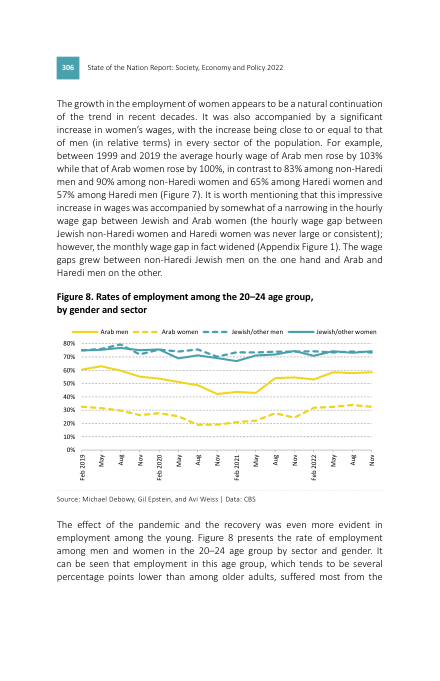 306 State of the Nation Report: Society, Economy and Policy 2022
The growth in the employment of women appears to be a natural continuation
of the trend in recent decades. It was also accompanied by a significant
increase in women's wages, with the increase being close to or equal to that
of men (in relative terms) in every sector of the population. For example,
between 1999 and 2019 the average hourly wage of Arab men rose by 103%
while that of Arab women rose by 100%, in contrast to 83% among non-Haredi
men and 90% among non-Haredi women and 65% among Haredi women and
57% among Haredi men (Figure 7). It is worth mentioning that this impressive
increase in wages was accompanied by somewhat of a narrowing in the hourly
wage gap between Jewish and Arab women (the hourly wage gap between
Jewish non-Haredi women and Haredi women was never large or consistent);
however, the monthly wage gap in fact widened (Appendix Figure 1). The wage
gaps grew between non-Haredi Jewish men on the one hand and Arab and
Haredi men on the other.
Figure 8. Rates of employment among the 20–24 age group,
by gender and sector
Arab men Arab women Jewish/other men Jewish/other women
80%
70%
60%
50%
40%
30%
20%
10%
0%
Feb 2019 May Aug Nov Feb 2020 May Aug Nov Feb 2021 May Aug Nov Feb 2022 May Aug Nov
Source: Michael Debowy, Gil Epstein, and Avi Weiss | Data: CBS
The effect of the pandemic and the recovery was even more evident in
employment among the young. Figure 8 presents the rate of employment
among men and women in the 20–24 age group by sector and gender. It
can be seen that employment in this age group, which tends to be several
percentage points lower than among older adults, suffered most from the